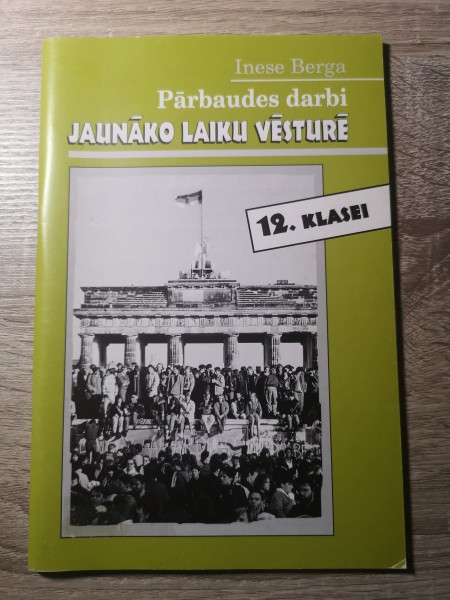 Inese Berga
Pārbaudes darbi
JAUNĀKO LAIKU VĒSTURĒ
12. KLASEI